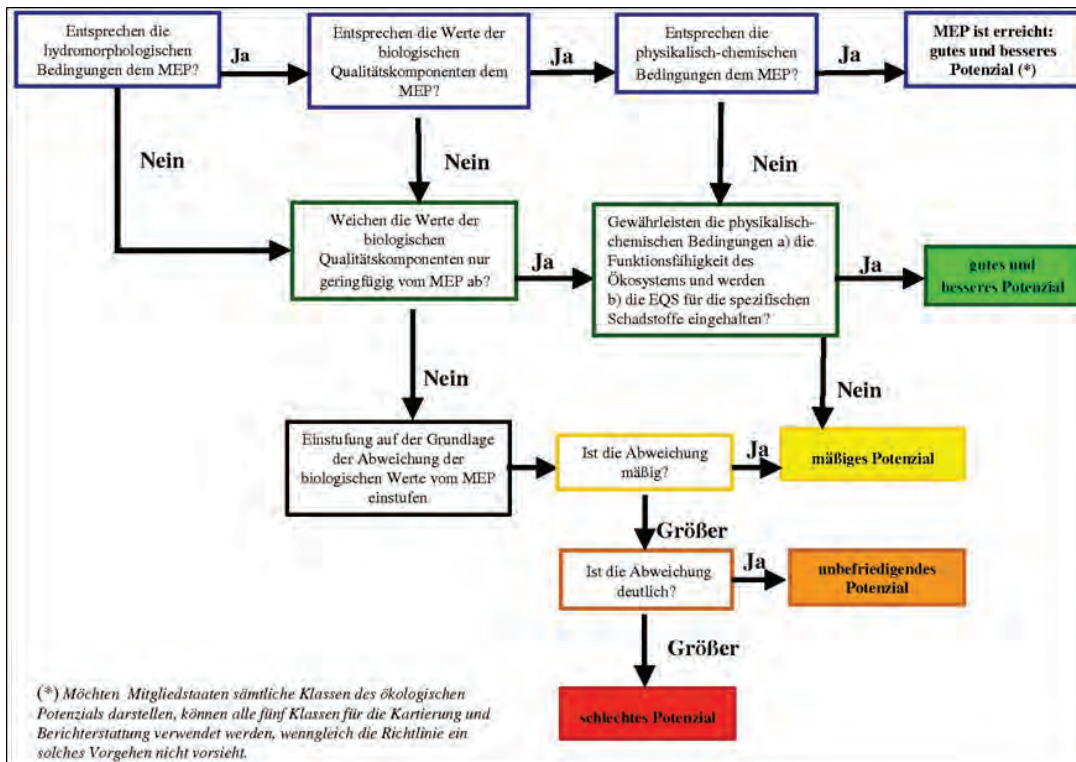 Entsprechen die
hydromorphologischen
Bedingungen dem MEP?
Ja
Entsprechen die Werte der
biologischen
Qualitätskomponenten dem
MEP?
Ja
Entsprechen die
physikalisch-chemischen
Bedingungen dem MEP?
Ja
MEP ist erreicht:
gutes und besseres
Potenzial (*)
Nein
Nein
Nein
Weichen die Werte der
biologischen
Qualitätskomponenten nur
geringfügig vom MEP ab?
Ja
Gewährleisten die physikalisch-
chemischen Bedingungen a) die
Funktionsfähigkeit des
Ökosystems und werden
b) die EQS für die spezifischen
Schadstoffe eingehalten?
Ja
gutes und
besseres Potenzial
Nein
Nein
Einstufung auf der Grundlage
der Abweichung der
biologischen Werte vom MEP
einstufen
Ist die Abweichung
mäßig?
Ja
mäßiges Potenzial
Größer
Ist die Abweichung
deutlich?
Ja
unbefriedigendes
Potenzial
Größer
schlechtes Potenzial
(*) Möchten Mitgliedstaaten sämtliche Klassen des ökologischen
Potenzials darstellen, können alle fünf Klassen für die Kartierung und
Berichterstattung verwendet werden, wenngleich die Richtlinie ein
solches Vorgehen nicht vorsieht.